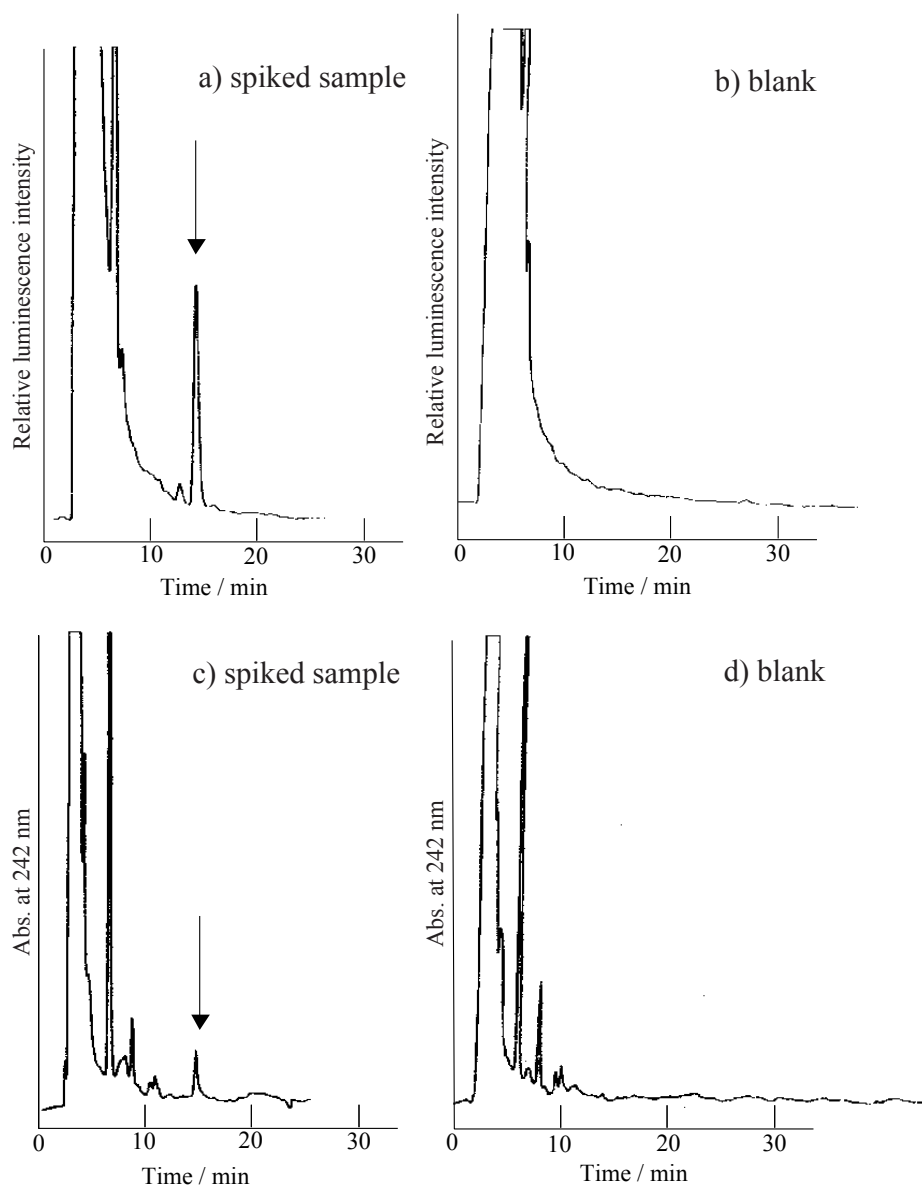 a) spiked sample
Relative luminescence intensity
0 10 20 30
Time / min
b) blank
Relative luminescence intensity
0 10 20 30
Time / min
c) spiked sample
Abs. at 242 nm
0 10 20 30
Time / min
d) blank
Abs. at 242 nm
0 10 20 30
Time / min